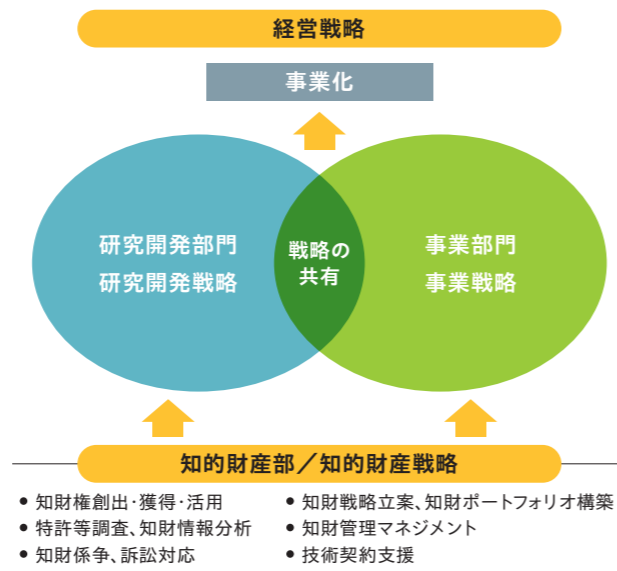 経営戦略
事業化
研究開発部門
研究開発戦略
戦略の
共有
事業部門
事業戦略
知的財産部／知的財産戦略
● 知財権創出・獲得・活用
● 特許等調査、知財情報分析
● 知財係争、訴訟対応
● 知財戦略立案、知財ポートフォリオ構築
● 知財管理マネジメント
● 技術契約支援